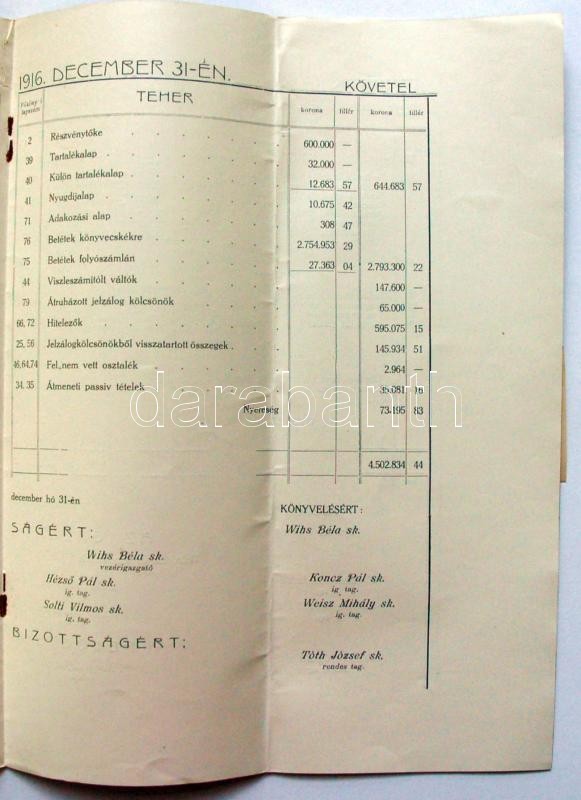 1916. DECEMBER 31-ÉN.
TEHER KÖVETEL
korona fillér korona fillér
2 Részvénytőke . . . . . . . 600.000 —
39 Tartalékalap . . . . . . . 32.000 —
40 Külön tartalékalap . . . . . . 12.683 57 644.683 57
41 Nyugdíjalap . . . . . . . 10.675 42
71 Adakozási alap . . . . . . 308 47
76 Betétek könyvecskékre . . . . . 2.754.953 29
75 Betétek folyószámlán . . . . . 27.363 04 2.793.300 22
44 Viszleszámítólt váltók . . . . . 147.600 —
79 Átruházott jelzálog kölcsönök . . . . 65.000 —
66, 72 Hitelezők . . . . . . . 595.075 15
25, 56 Jelzálogkölcsönökből visszatartott összegek . . . 145.934 51
46,64,74 Fel nem vett osztalék . . . . . 2.964 —
34, 35 Átmeneti passiv tételek . . . . . 35.081 16
Nyereség 73.195 83
4.502.834 44
december hó 31-én
KÖNYVELÉSÉRT:
SÁGÉRT:
Wihs Béla sk.
Wihs Béla sk.
vezérigazgató
Hézső Pál sk. Koncz Pál sk.
ig. tag. ig. tag.
Solti Vilmos sk. Weisz Mihály sk.
ig. tag. ig. tag.
BIZOTTSÁGÉRT:
Tóth József sk.
rendes tag.
darabanth